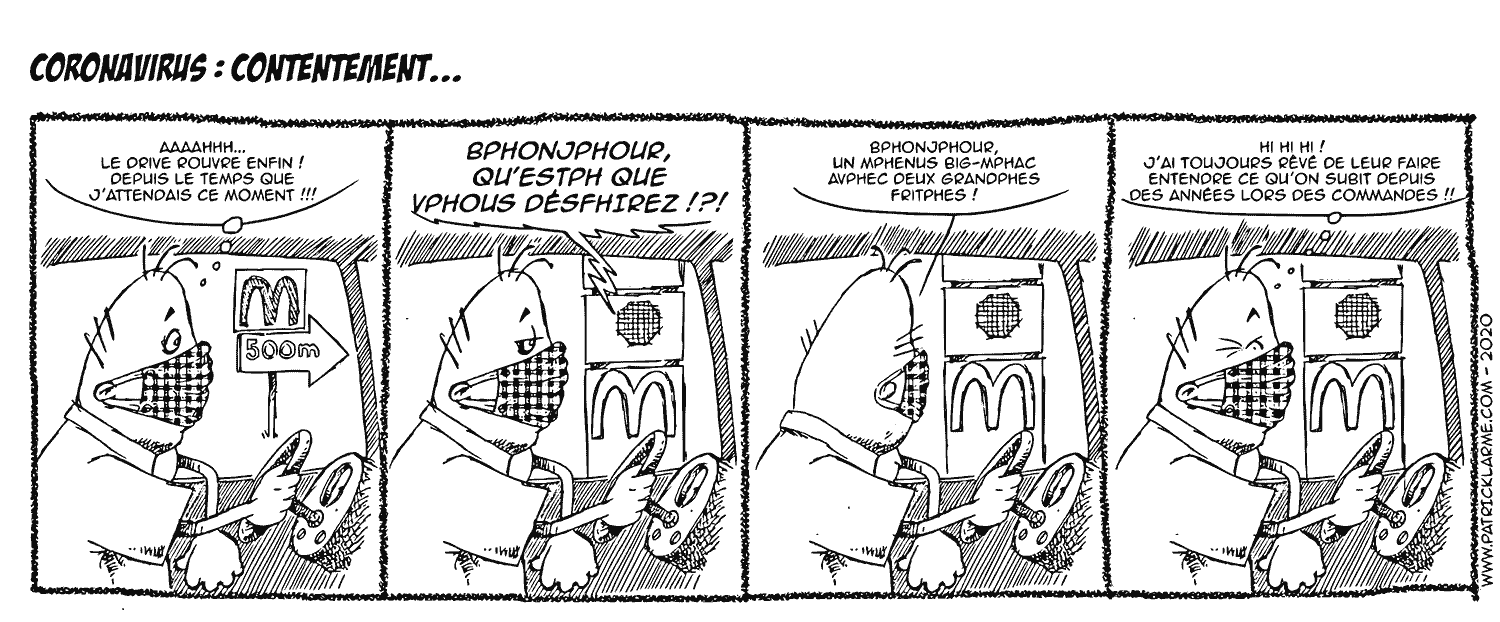 CORONAVIRUS : CONTENTEMENT...
AAAAHHH...
LE DRIVE ROUVRE ENFIN !
DEPUIS LE TEMPS QUE
J'ATTENDAIS CE MOMENT !!!
M
500m
BPHONJPHOUR,
QU'ESTPH QUE
VPHOUS DÉSFHIREZ !?!
M
BPHONJPHOUR,
UN MPHENUS BIG-MPHAC
AVPHEC DEUX GRANDPHES
FRITPHES !
M
HI HI HI !
J'AI TOUJOURS RÊVÉ DE LEUR FAIRE
ENTENDRE CE QU'ON SUBIT DEPUIS
DES ANNÉES LORS DES COMMANDES !!
M
WWW.PATRICKLARME.COM - 2020